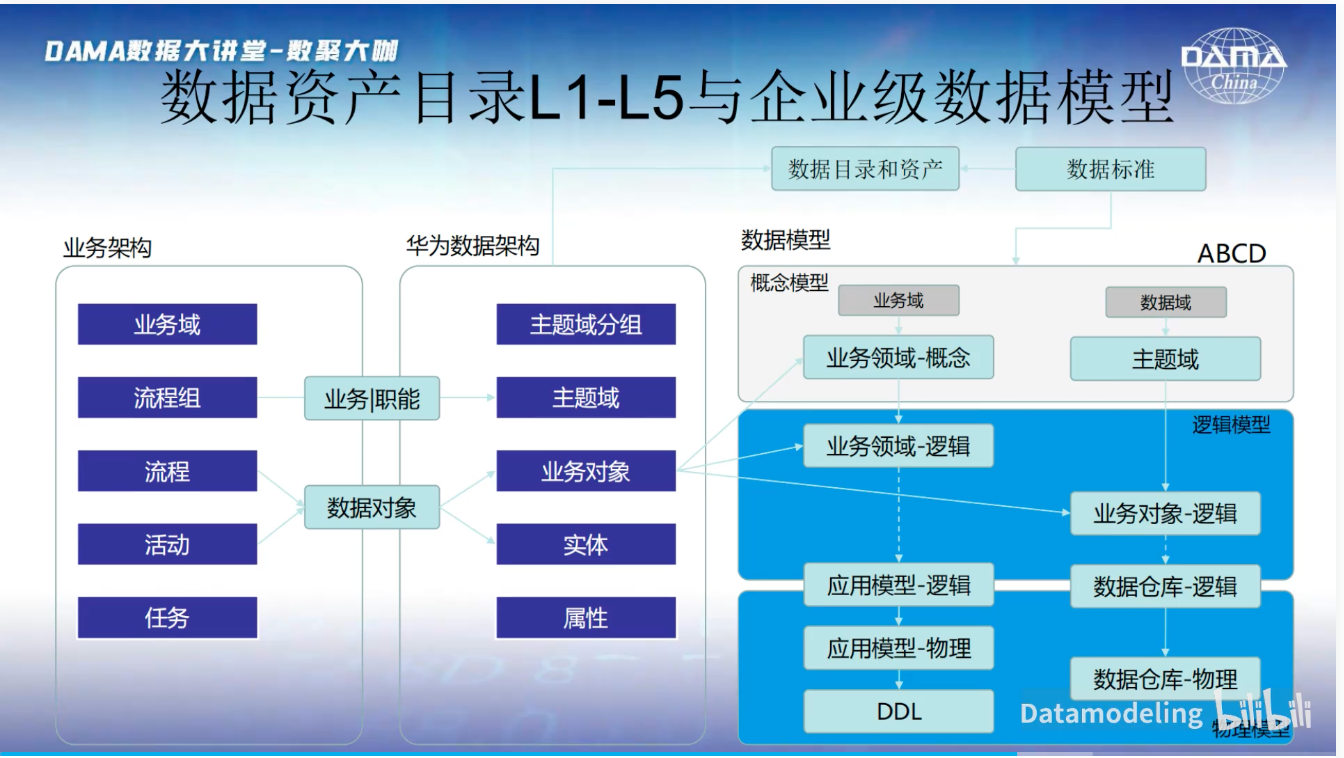 DAMA数据大讲堂-数聚大咖
DAMA
China
数据资产目录L1-L5与企业级数据模型
数据目录和资产
数据标准
业务架构
华为数据架构
数据模型
ABCD
概念模型
业务域
数据域
业务域
主题域分组
业务领域-概念
主题域
流程组
业务|职能
主题域
逻辑模型
业务领域-逻辑
流程
业务对象
数据对象
业务对象-逻辑
活动
实体
应用模型-逻辑
数据仓库-逻辑
任务
属性
应用模型-物理
数据仓库-物理
DDL
Datamodeling
bilibili
物理模型